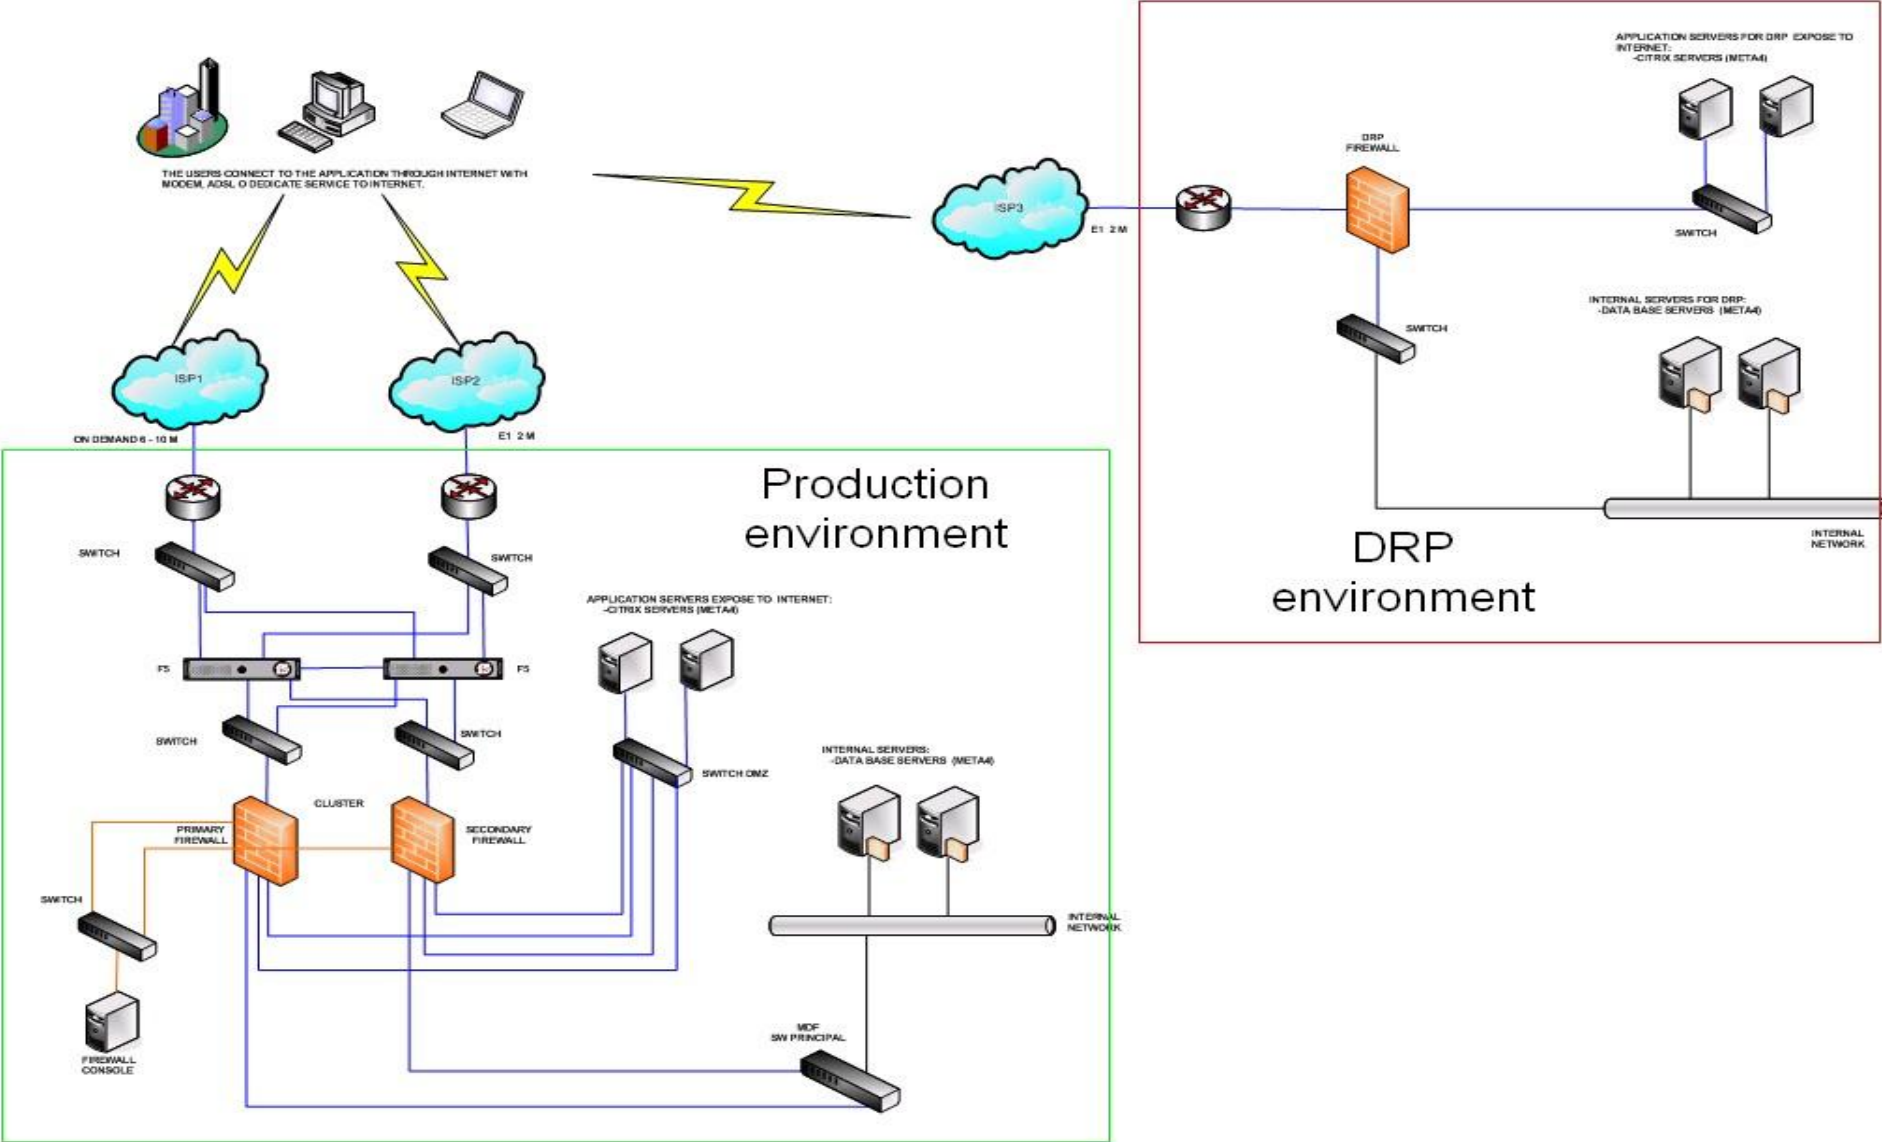 APPLICATION SERVERS FOR DRP EXPOSE TO
INTERNET:
-CITRIX SERVERS (META4)
DRP
FIREWALL
THE USERS CONNECT TO THE APPLICATION THROUGH INTERNET WITH
MODEM, ADSL O DEDICATE SERVICE TO INTERNET.
ISP3
E1 2 M
SWITCH
INTERNAL SERVERS FOR DRP:
-DATA BASE SERVERS (META4)
SWITCH
ISP1
ISP2
ON DEMAND 6 - 10 M
E1 2 M
Production
environment
INTERNAL
NETWORK
DRP
environment
SWITCH
SWITCH
APPLICATION SERVERS EXPOSE TO INTERNET:
-CITRIX SERVERS (META4)
F5
F5
SWITCH
SWITCH
SWITCH DMZ
INTERNAL SERVERS:
-DATA BASE SERVERS (META4)
CLUSTER
PRIMARY
FIREWALL
SECONDARY
FIREWALL
SWITCH
INTERNAL
NETWORK
MDF
SW PRINCIPAL
FIREWALL
CONSOLE